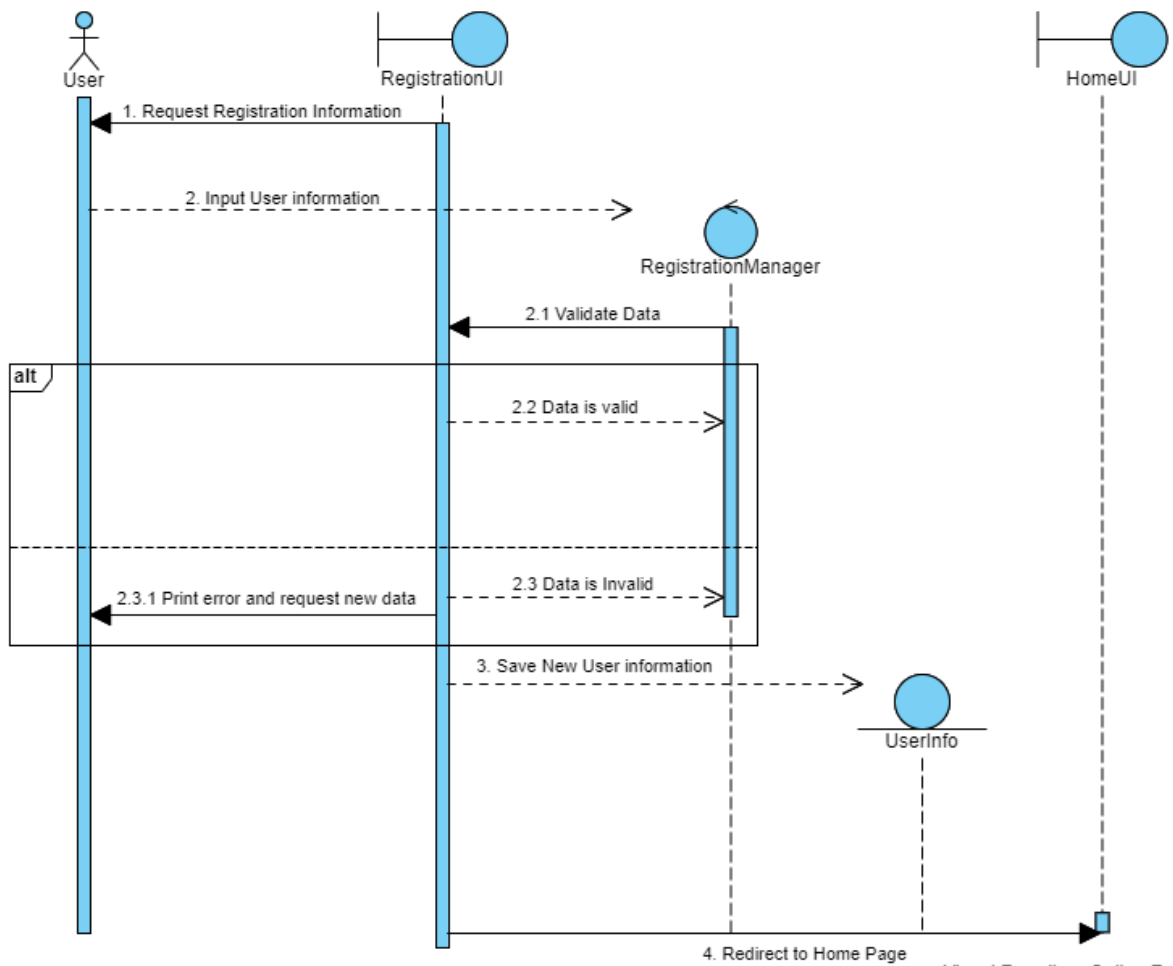 User
RegistrationUI
HomeUI
1. Request Registration Information
2. Input User information
RegistrationManager
2.1 Validate Data
alt
2.2 Data is valid
2.3 Data is Invalid
2.3.1 Print error and request new data
3. Save New User information
UserInfo
4. Redirect to Home Page